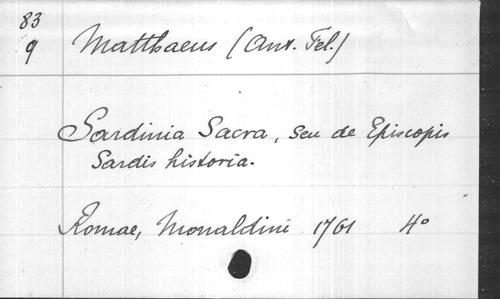 83
9 Matthaeus (Ant. Fel.)
Sardinia Sacra, seu de Episcopis
Sardis historia.
Romae, Monaldini 1761 4°